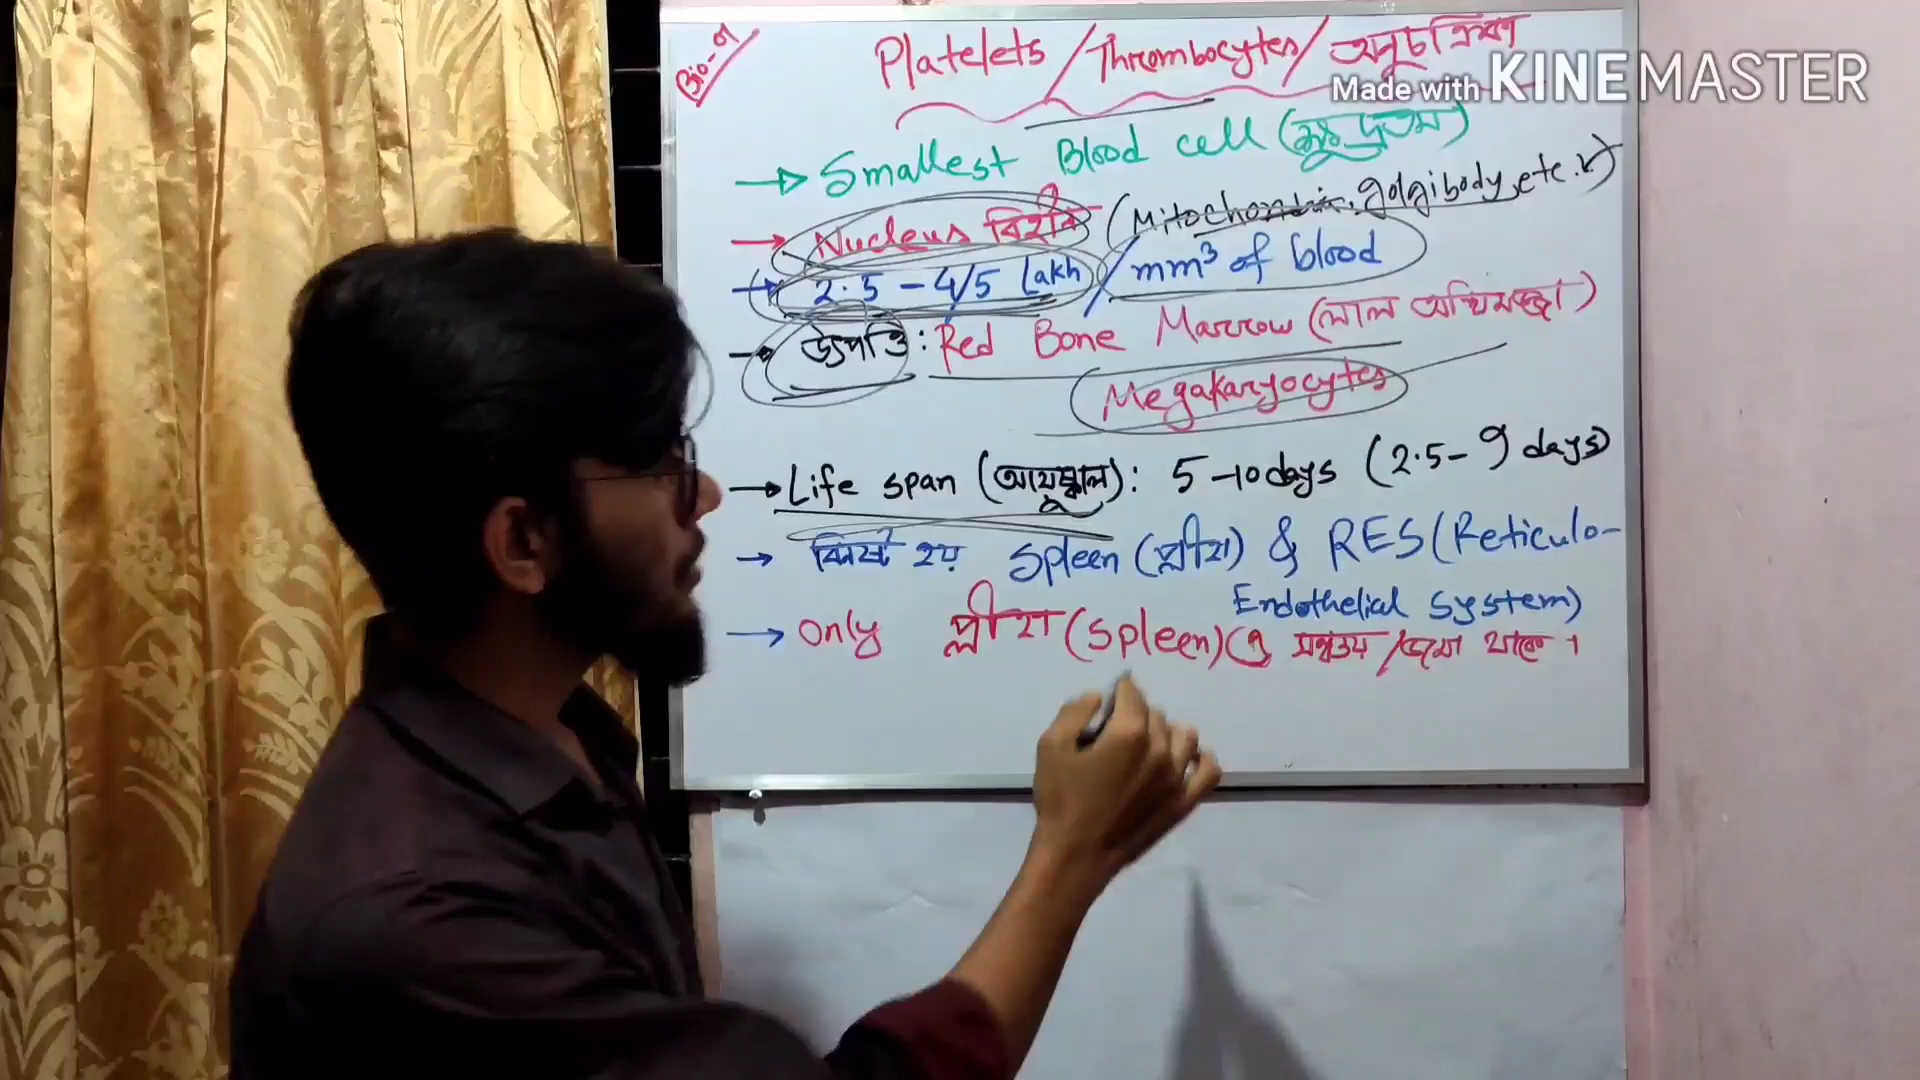 Bio-০১
Platelets/Thrombocytes/অনুচক্রিকা
Made with KINEMASTER
→ Smallest Blood cell (ক্ষুদ্রতম)
→ Nucleus বিহীন (Mitochondria, golgibody, etc.
→ 2.5 – 4/5 Lakh/mm³ of blood
→ উৎপত্তি: Red Bone Marrow (লাল অস্থিমজ্জা)
Megakaryocytes
→ Life span (আয়ুষ্কাল): 5-10 days (2.5-9 days)
→ বিনষ্ট হয় Spleen (প্লীহা) & RES (Reticulo-
Endothelial system)
→ Only প্লীহা (Spleen) এ সঞ্চয়/জমা থাকে।